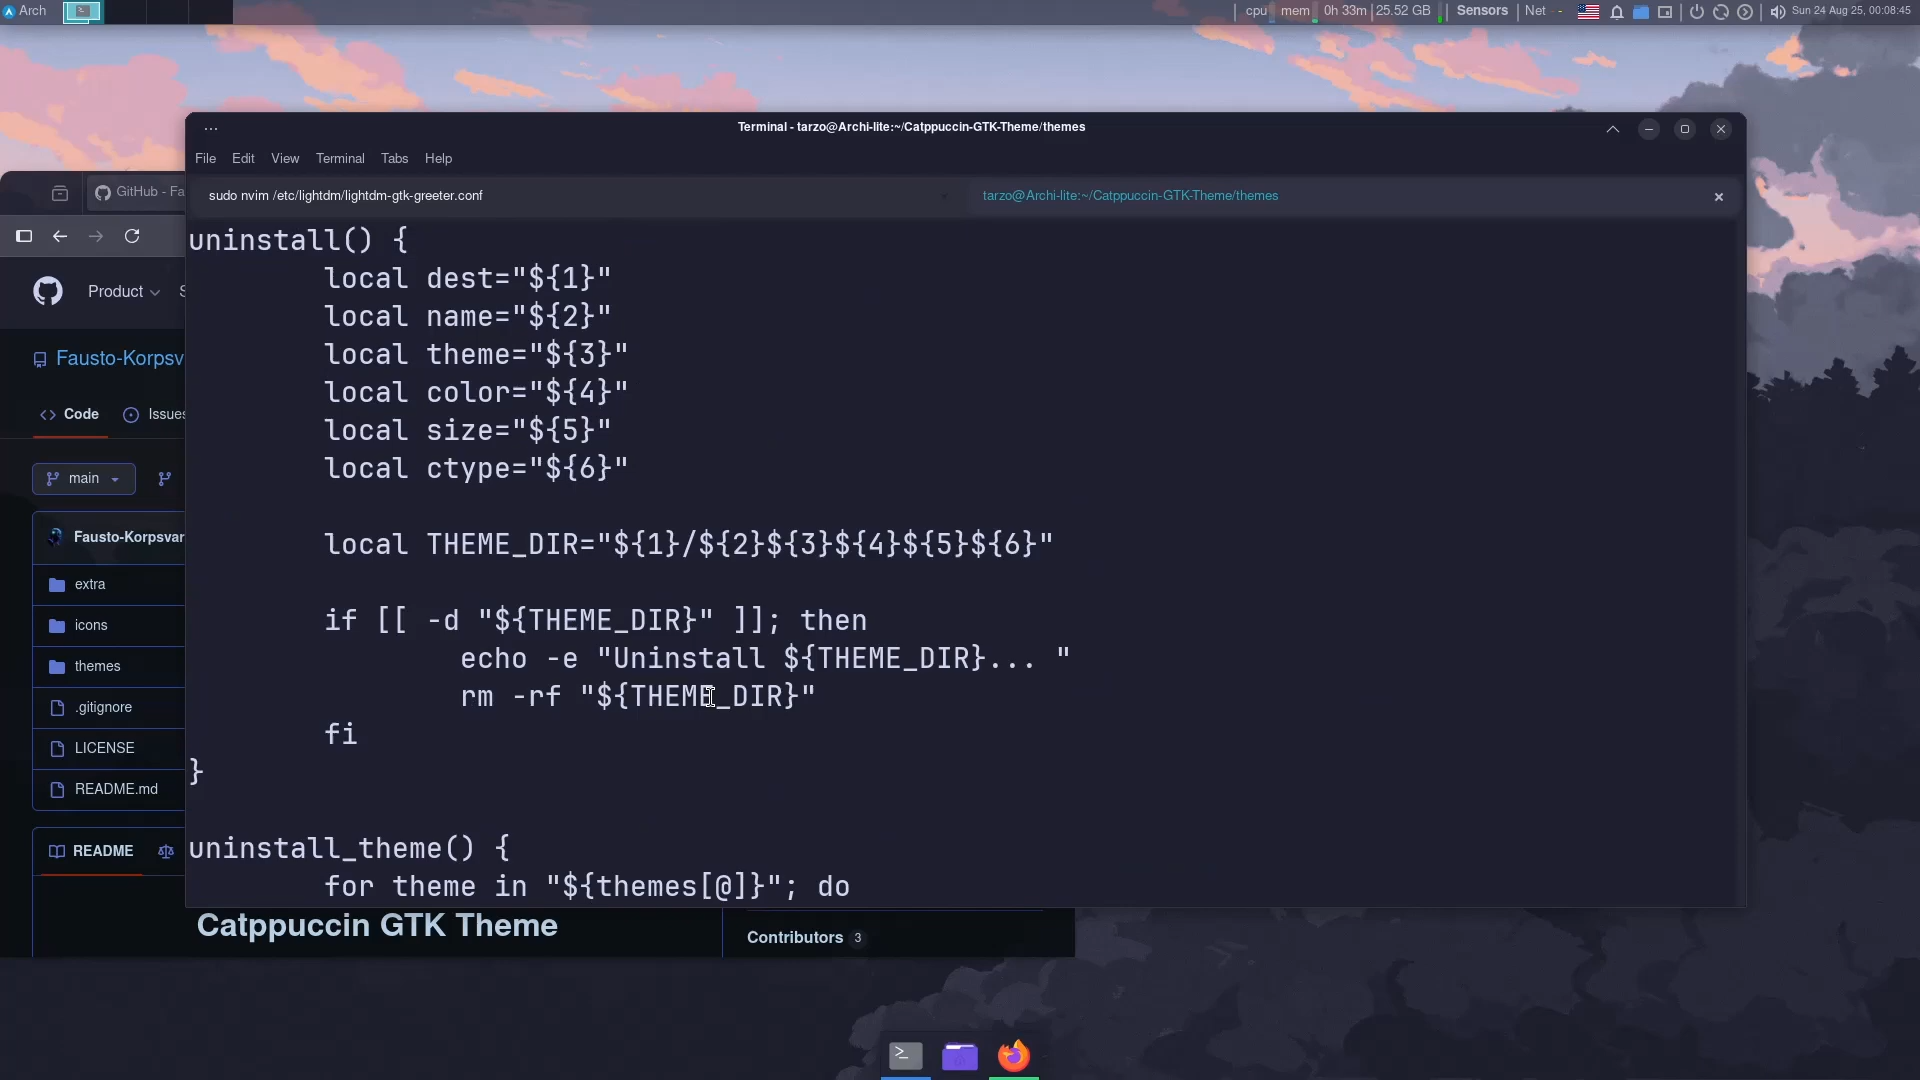 Arch
cpu mem 0h 33m 25.52 GB Sensors Net Sun 24 Aug 25, 00:08:45
Terminal - tarzo@Archi-lite:~/Catppuccin-GTK-Theme/themes
File Edit View Terminal Tabs Help
sudo nvim /etc/lightdm/lightdm-gtk-greeter.conf
tarzo@Archi-lite:~/Catppuccin-GTK-Theme/themes
uninstall() {
local dest="${1}"
local name="${2}"
local theme="${3}"
local color="${4}"
local size="${5}"
local ctype="${6}"
local THEME_DIR="${1}/${2}${3}${4}${5}${6}"
if [[ -d "${THEME_DIR}" ]]; then
echo -e "Uninstall ${THEME_DIR}... "
rm -rf "${THEME_DIR}"
fi
}
uninstall_theme() {
for theme in "${themes[@]}"; do
GitHub - Fa
Product S
Fausto-Korpsv
Code Issues
main
Fausto-Korpsvar
extra
icons
themes
.gitignore
LICENSE
README.md
README
Catppuccin GTK Theme
Contributors 3